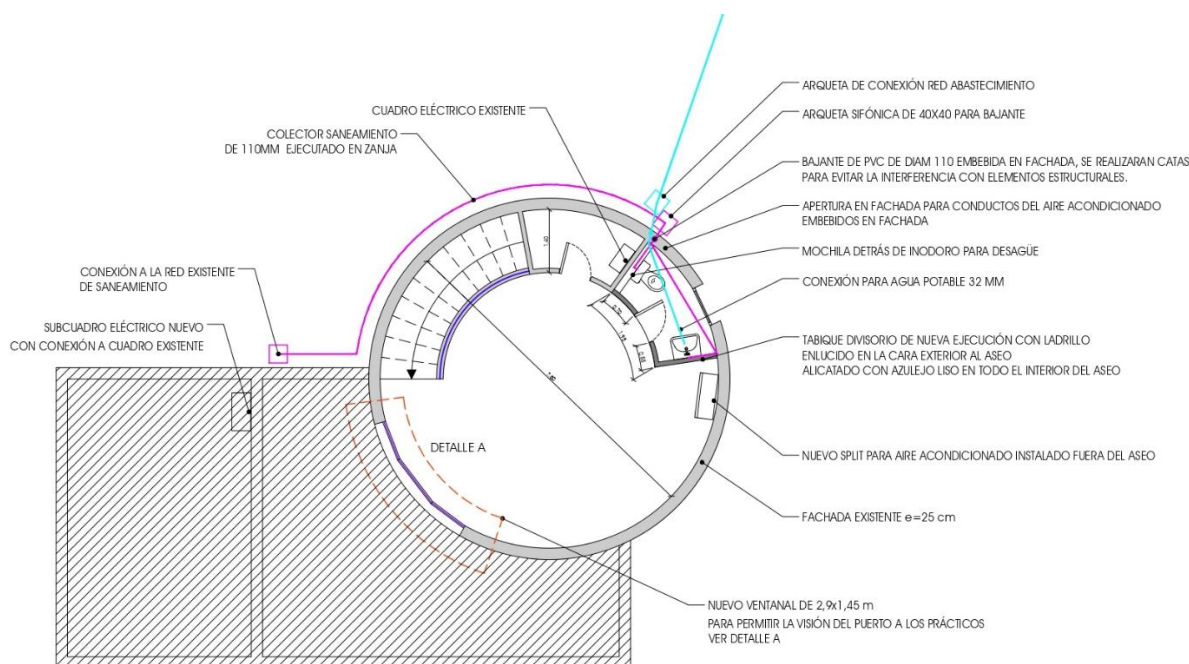 ARQUETA DE CONEXIÓN RED ABASTECIMIENTO
CUADRO ELÉCTRICO EXISTENTE
ARQUETA SIFÓNICA DE 40X40 PARA BAJANTE
COLECTOR SANEAMIENTO
DE 110MM EJECUTADO EN ZANJA
BAJANTE DE PVC DE DIAM 110 EMBEBIDA EN FACHADA, SE REALIZARAN CATAS
PARA EVITAR LA INTERFERENCIA CON ELEMENTOS ESTRUCTURALES.
APERTURA EN FACHADA PARA CONDUCTOS DEL AIRE ACONDICIONADO
EMBEBIDOS EN FACHADA
MOCHILA DETRÁS DE INODORO PARA DESAGÜE
CONEXIÓN A LA RED EXISTENTE
DE SANEAMIENTO
CONEXIÓN PARA AGUA POTABLE 32 MM
SUBCUADRO ELÉCTRICO NUEVO
CON CONEXIÓN A CUADRO EXISTENTE
TABIQUE DIVISORIO DE NUEVA EJECUCIÓN CON LADRILLO
ENLUCIDO EN LA CARA EXTERIOR AL ASEO
ALICATADO CON AZULEJO LISO EN TODO EL INTERIOR DEL ASEO
DETALLE A
NUEVO SPLIT PARA AIRE ACONDICIONADO INSTALADO FUERA DEL ASEO
FACHADA EXISTENTE e=25 cm
NUEVO VENTANAL DE 2,9x1,45 m
PARA PERMITIR LA VISIÓN DEL PUERTO A LOS PRÁCTICOS
VER DETALLE A